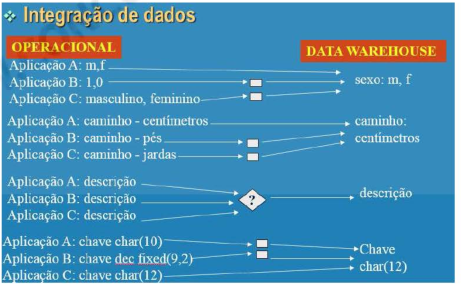 Integração de dados
OPERACIONAL
DATA WAREHOUSE
Aplicação A: m,f
Aplicação B: 1,0
Aplicação C: masculino, feminino
sexo: m, f
Aplicação A: caminho - centímetros
Aplicação B: caminho - pés
Aplicação C: caminho - jardas
caminho:
centímetros
Aplicação A: descrição
Aplicação B: descrição
Aplicação C: descrição
?
descrição
Aplicação A: chave char(10)
Aplicação B: chave dec fixed(9,2)
Aplicação C: chave char(12)
Chave
char(12)